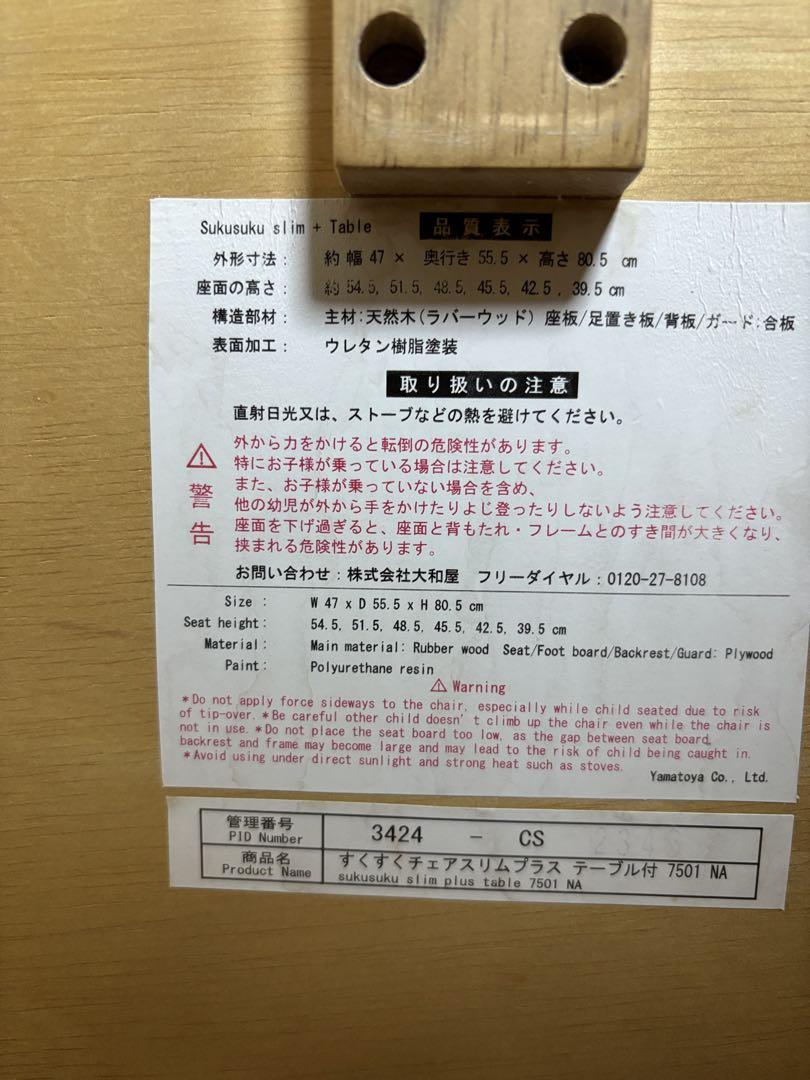 Sukusuku slim + Table 品質表示
外形寸法： 約 幅 47 × 奥行き 55.5 × 高さ 80.5 cm
座面の高さ： 約 54.5, 51.5, 48.5, 45.5, 42.5 , 39.5 cm
構造部材： 主材:天然木(ラバーウッド) 座板/足置き板/背板/ガード:合板
表面加工： ウレタン樹脂塗装
取り扱いの注意
直射日光又は、ストーブなどの熱を避けてください。
⚠警告
外から力をかけると転倒の危険性があります。
特にお子様が乗っている場合は注意してください。
また、お子様が乗っていない場合を含め、
他の幼児が外から手をかけたりよじ登ったりしないよう注意してください。
座面を下げ過ぎると、座面と背もたれ・フレームとのすき間が大きくなり、
挟まれる危険性があります。
お問い合わせ：株式会社大和屋 フリーダイヤル：0120-27-8108
Size : W 47 x D 55.5 x H 80.5 cm
Seat height: 54.5, 51.5, 48.5, 45.5, 42.5, 39.5 cm
Material: Main material: Rubber wood Seat/Foot board/Backrest/Guard: Plywood
Paint: Polyurethane resin
⚠ Warning
*Do not apply force sideways to the chair, especially while child seated due to risk
of tip-over. *Be careful other child doesn't climb up the chair even while the chair is
not in use. *Do not place the seat board too low, as the gap between seat board,
backrest and frame may become large and may lead to the risk of child being caught in.
*Avoid using under direct sunlight and strong heat such as stoves.
Yamatoya Co., Ltd.
管理番号
PID Number
3424 - CS
商品名
Product Name
すくすくチェアスリムプラス テーブル付 7501 NA
sukusuku slim plus table 7501 NA